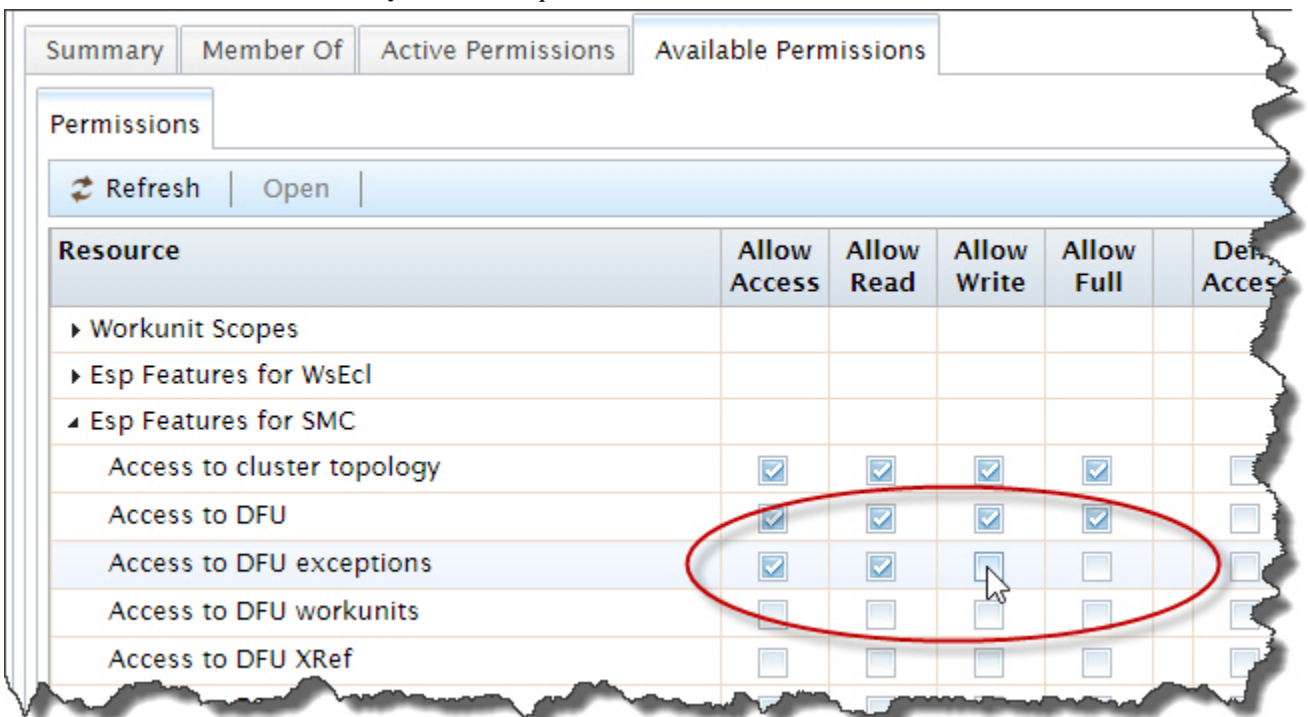 Summary Member Of Active Permissions Available Permissions
Permissions
Refresh Open
Resource Allow Access Allow Read Allow Write Allow Full
Workunit Scopes
Esp Features for WsEcl
Esp Features for SMC
Access to cluster topology
Access to DFU
Access to DFU exceptions
Access to DFU workunits
Access to DFU XRef